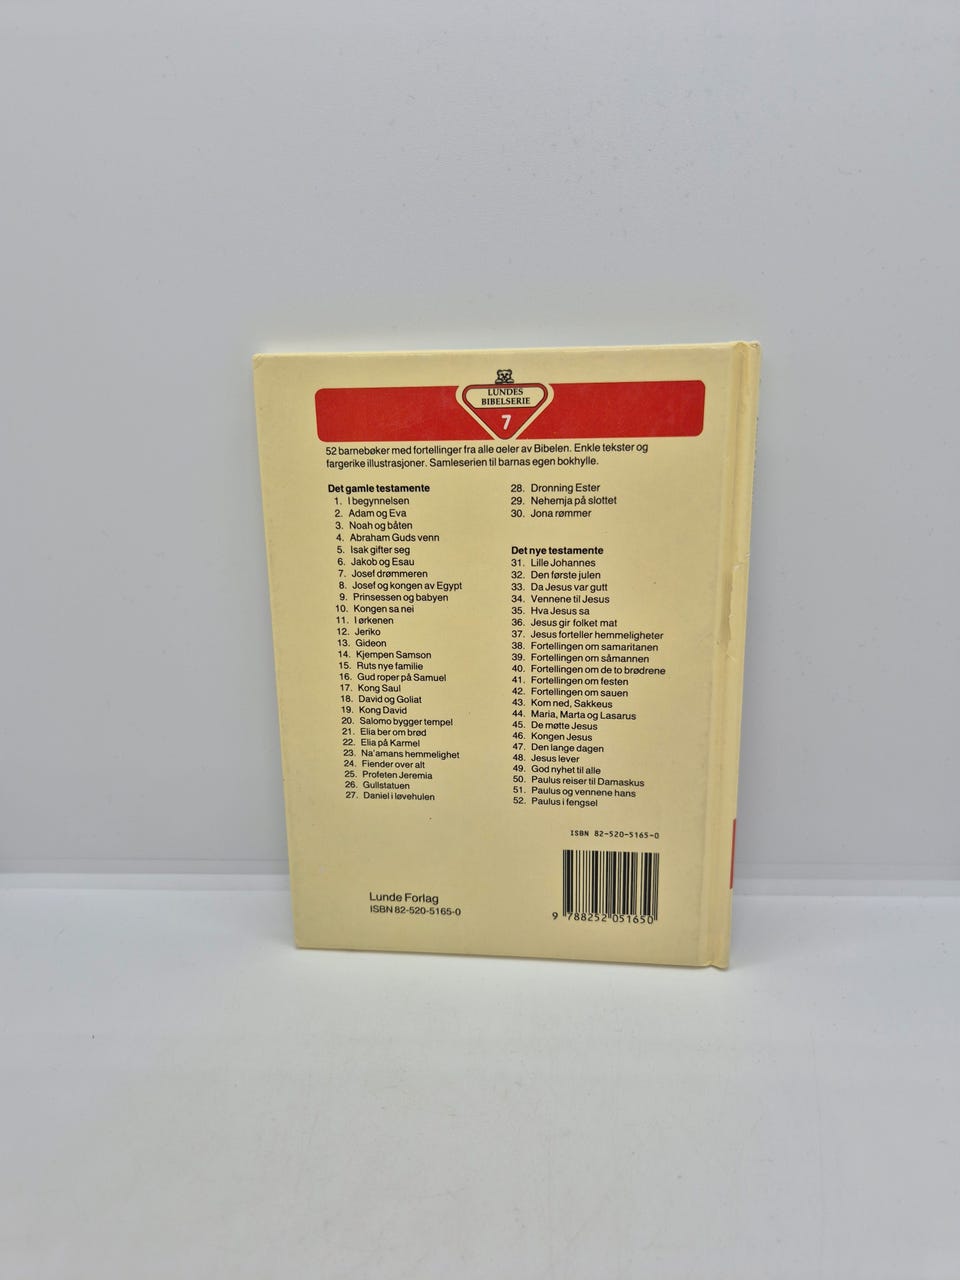 LUNDES
BIBELSERIE
7
52 barnebøker med fortellinger fra alle deler av Bibelen. Enkle tekster og
fargerike illustrasjoner. Samleserien til barnas egen bokhylle.
Det gamle testamente
1. I begynnelsen
2. Adam og Eva
3. Noah og båten
4. Abraham Guds venn
5. Isak gifter seg
6. Jakob og Esau
7. Josef drømmeren
8. Josef og kongen av Egypt
9. Prinsessen og babyen
10. Kongen sa nei
11. I ørkenen
12. Jeriko
13. Gideon
14. Kjempen Samson
15. Ruts nye familie
16. Gud roper på Samuel
17. Kong Saul
18. David og Goliat
19. Kong David
20. Salomo bygger tempel
21. Elia ber om brød
22. Elia på Karmel
23. Na'amans hemmelighet
24. Fiender over alt
25. Profeten Jeremia
26. Gullstatuen
27. Daniel i løvehulen
28. Dronning Ester
29. Nehemja på slottet
30. Jona rømmer
Det nye testamente
31. Lille Johannes
32. Den første julen
33. Da Jesus var gutt
34. Vennene til Jesus
35. Hva Jesus sa
36. Jesus gir folket mat
37. Jesus forteller hemmeligheter
38. Fortellingen om samaritanen
39. Fortellingen om såmannen
40. Fortellingen om de to brødrene
41. Fortellingen om festen
42. Fortellingen om sauen
43. Kom ned, Sakkeus
44. Maria, Marta og Lasarus
45. De møtte Jesus
46. Kongen Jesus
47. Den lange dagen
48. Jesus lever
49. God nyhet til alle
50. Paulus reiser til Damaskus
51. Paulus og vennene hans
52. Paulus i fengsel
ISBN 82-520-5165-0
9 788252 051650
Lunde Forlag
ISBN 82-520-5165-0